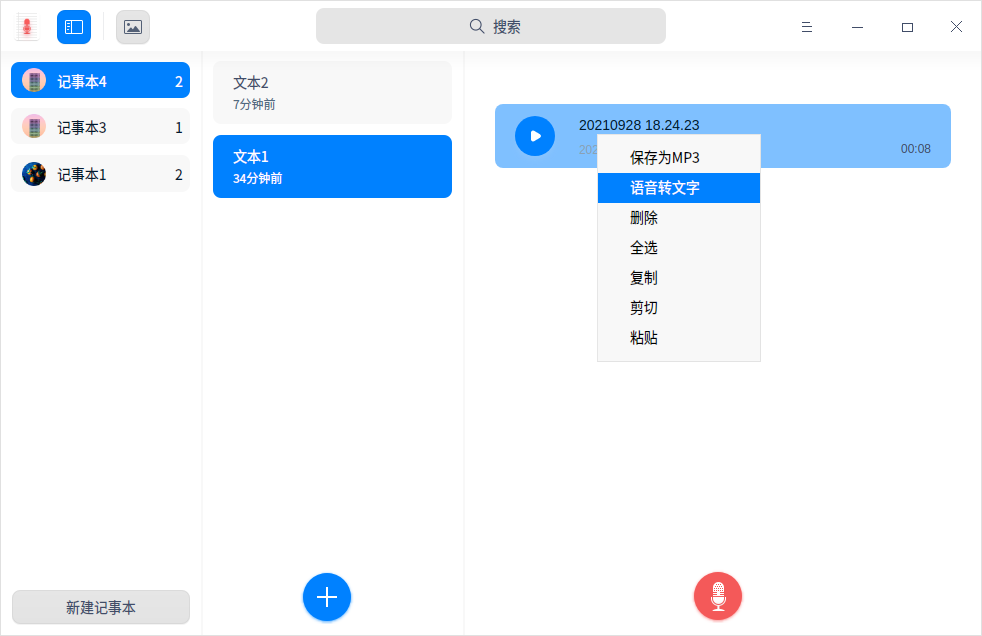 搜索
记事本4
2
记事本3
1
记事本1
2
文本2
7分钟前
文本1
34分钟前
20210928 18.24.23
202
00:08
保存为MP3
语音转文字
删除
全选
复制
剪切
粘贴
新建记事本